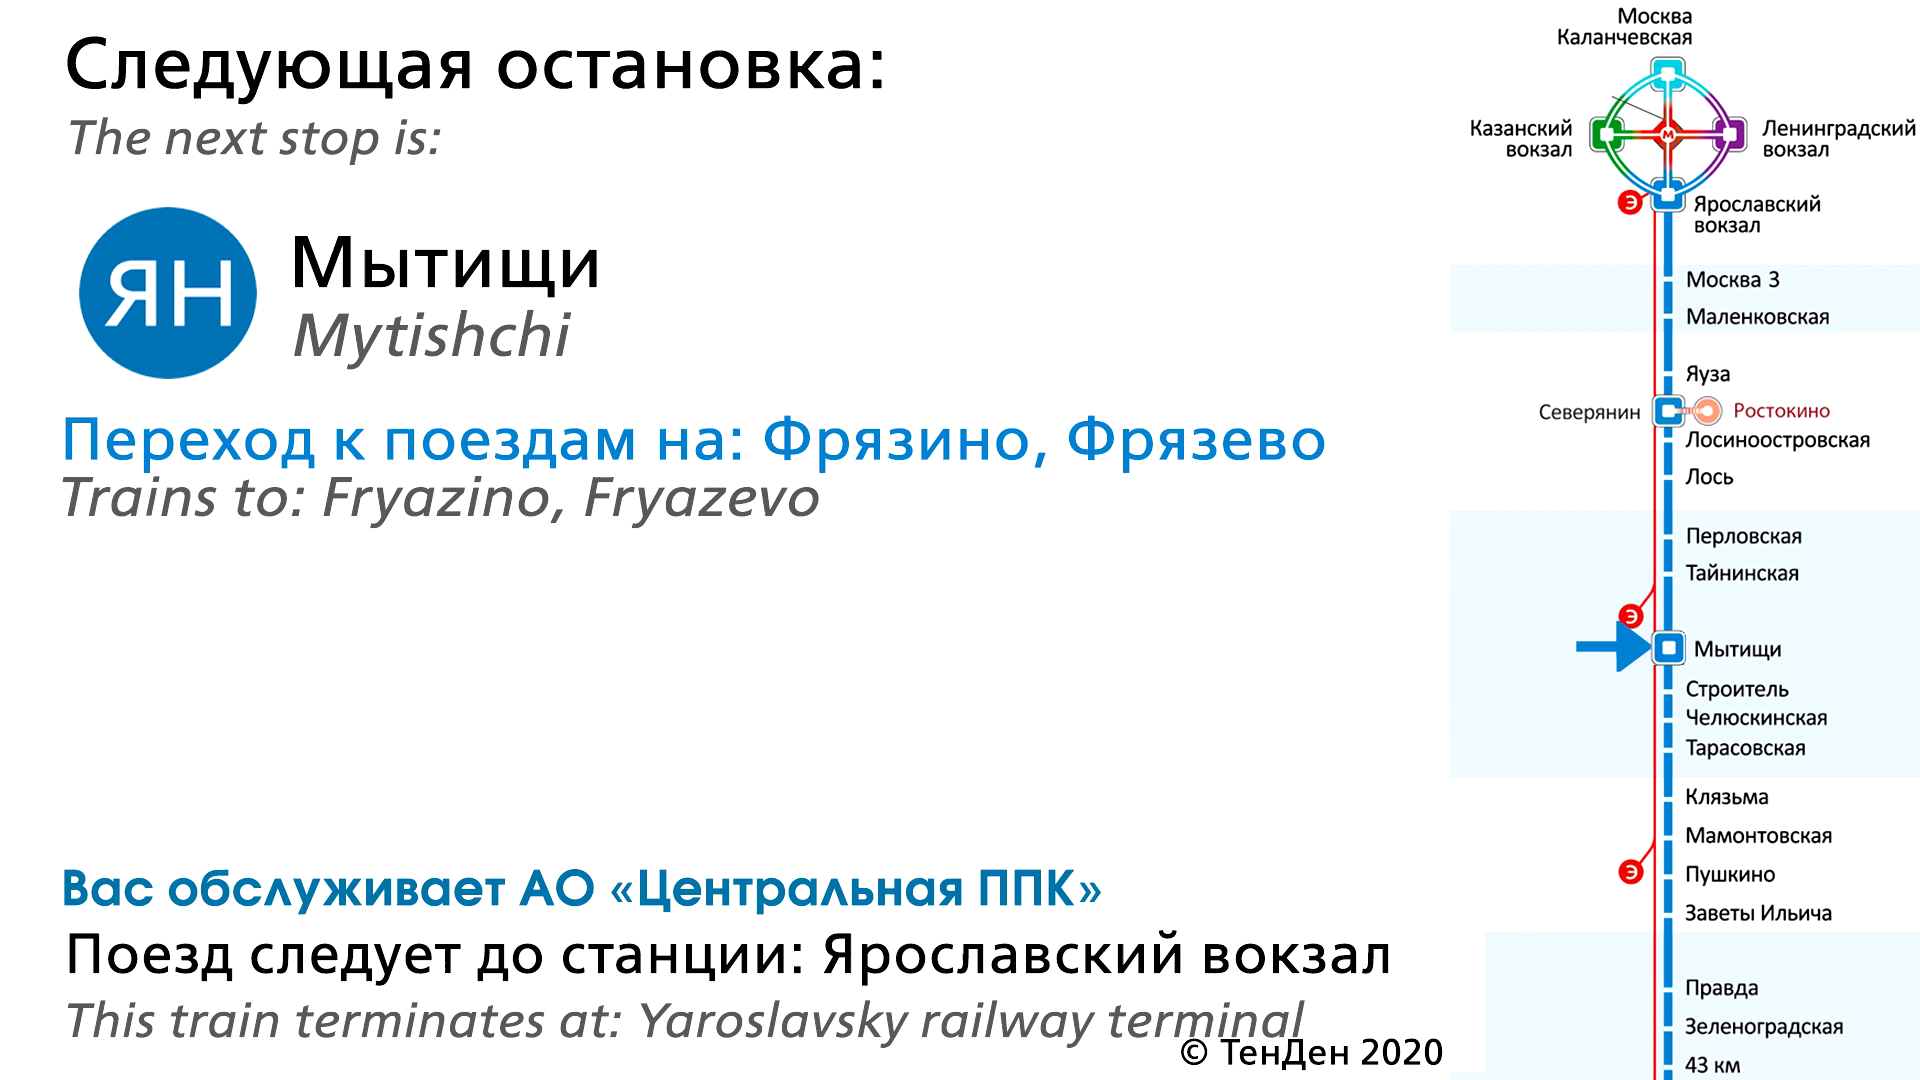 Следующая остановка:
The next stop is:
ЯН
Мытищи
Mytishchi
Переход к поездам на: Фрязино, Фрязево
Trains to: Fryazino, Fryazevo
Вас обслуживает АО «Центральная ППК»
Поезд следует до станции: Ярославский вокзал
This train terminates at: Yaroslavsky railway terminal
© ТенДен 2020
Москва
Каланчевская
Казанский
вокзал
М
Ленинградский
вокзал
Э
Ярославский
вокзал
Москва 3
Маленковская
Яуза
Северянин
Ростокино
Лосиноостровская
Лось
Перловская
Тайнинская
Э
Мытищи
Строитель
Челюскинская
Тарасовская
Клязьма
Мамонтовская
Э
Пушкино
Заветы Ильича
Правда
Зеленоградская
43 км